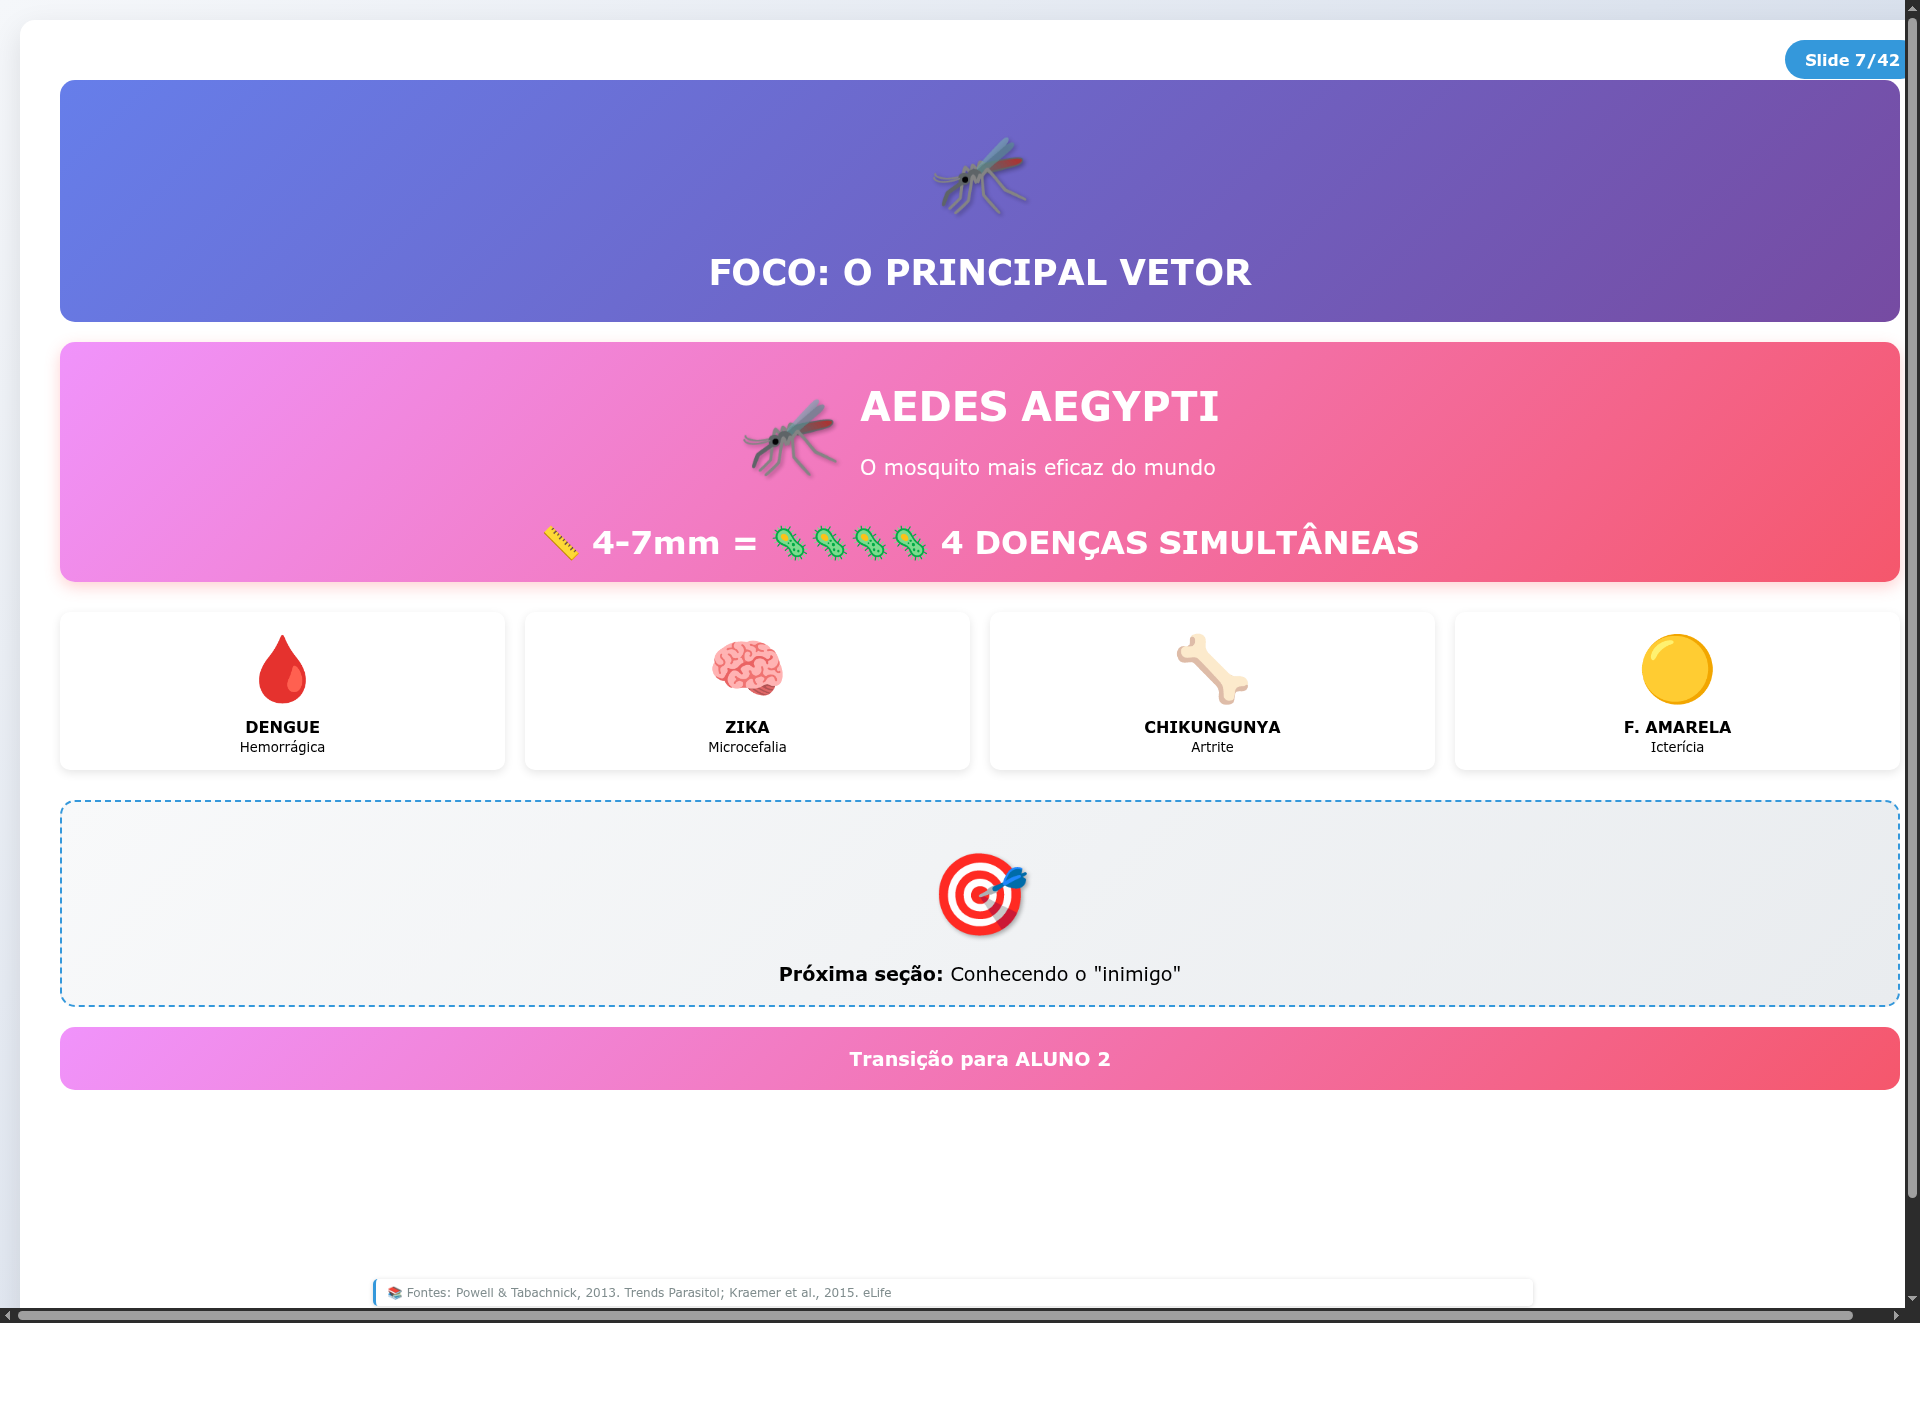 Slide 7/42
FOCO: O PRINCIPAL VETOR
AEDES AEGYPTI
O mosquito mais eficaz do mundo
4-7mm = 4 DOENÇAS SIMULTÂNEAS
DENGUE
Hemorrágica
ZIKA
Microcefalia
CHIKUNGUNYA
Artrite
F. AMARELA
Icterícia
Próxima seção: Conhecendo o "inimigo"
Transição para ALUNO 2
Fontes: Powell & Tabachnick, 2013. Trends Parasitol; Kraemer et al., 2015. eLife